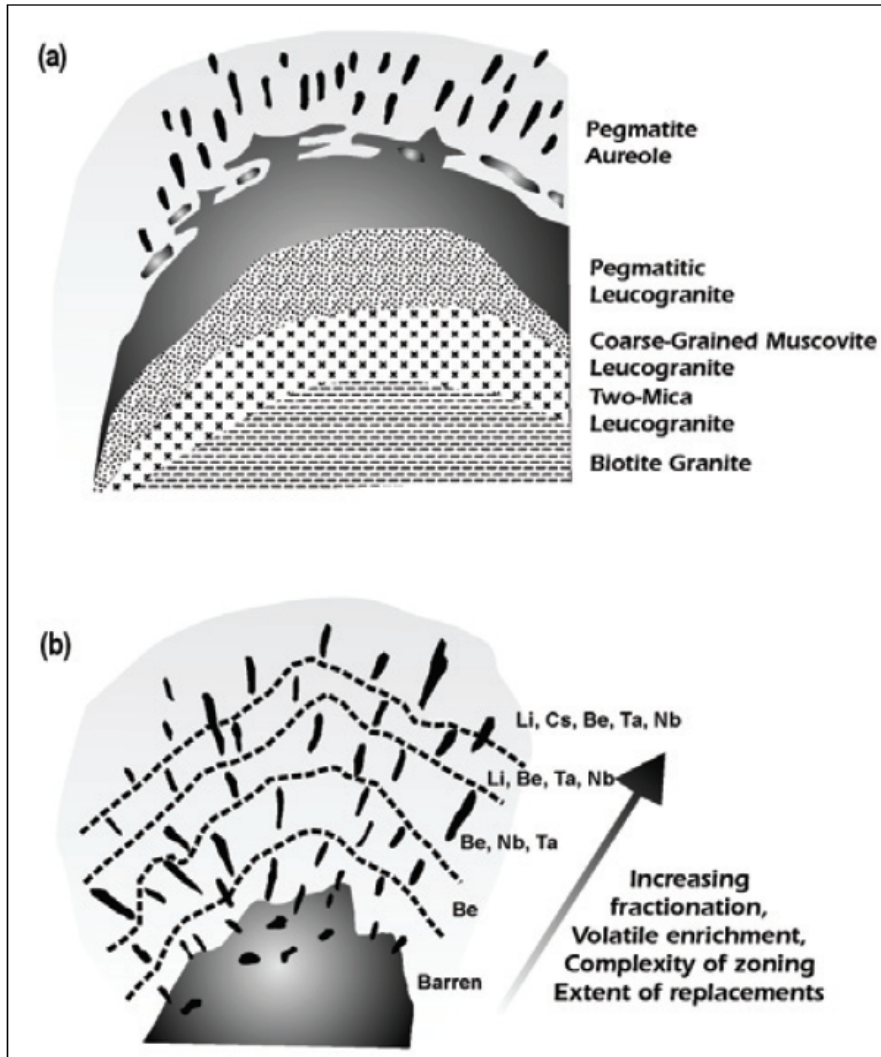 (a)
Pegmatite
Aureole
Pegmatitic
Leucogranite
Coarse-Grained Muscovite
Leucogranite
Two-Mica
Leucogranite
Biotite Granite
(b)
Li, Cs, Be, Ta, Nb
Li, Be, Ta, Nb
Be, Nb, Ta
Be
Barren
Increasing
fractionation,
Volatile enrichment,
Complexity of zoning
Extent of replacements